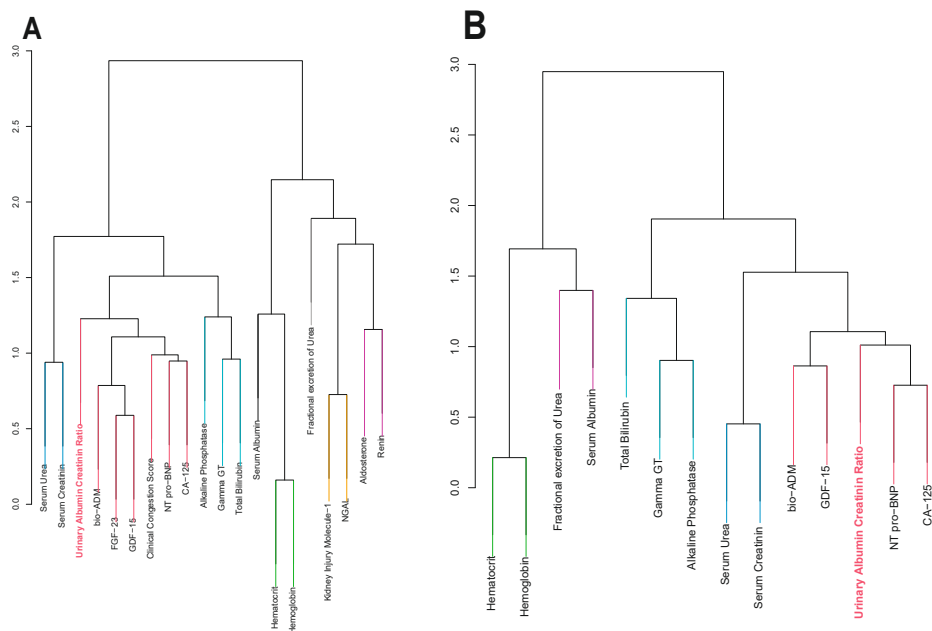 A
3.0
2.5
2.0
1.5
1.0
0.5
0.0
Serum Urea
Serum Creatinin
Urinary Albumin Creatinin Ratio
bio−ADM
FGF−23
GDF−15
Clinical Congestion Score
NT pro−BNP
CA−125
Alkaline Phosphatase
Gamma GT
Total Bilirubin
Serum Albumin
Hematocrit
Hemoglobin
Fractional excretion of Urea
Kidney Injury Molecule−1
NGAL
Aldosterone
Renin
B
3.0
2.5
2.0
1.5
1.0
0.5
0.0
Hematocrit
Hemoglobin
Fractional excretion of Urea
Serum Albumin
Total Bilirubin
Gamma GT
Alkaline Phosphatase
Serum Urea
Serum Creatinin
bio−ADM
GDF−15
Urinary Albumin Creatinin Ratio
NT pro−BNP
CA−125